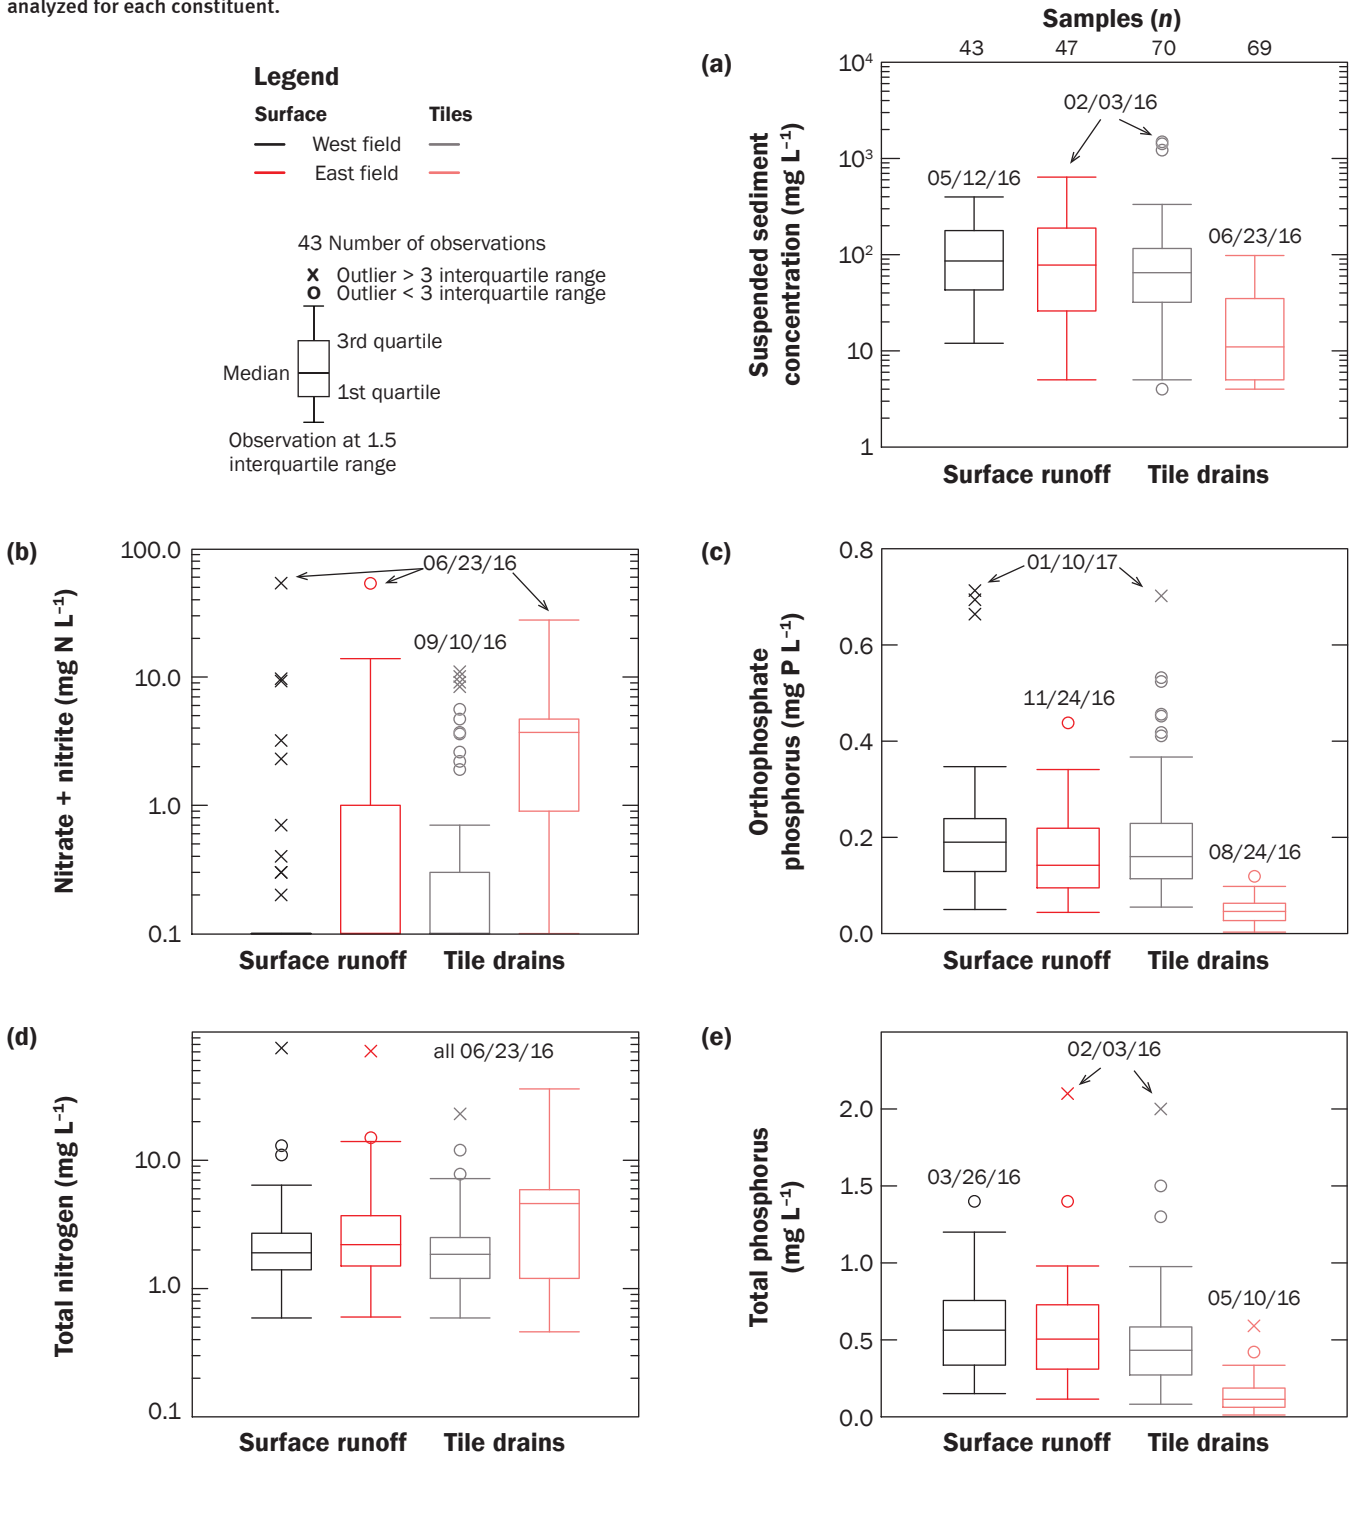 analyzed for each constituent.
Legend
Surface Tiles
West field
East field
43 Number of observations
x Outlier > 3 interquartile range
o Outlier < 3 interquartile range
3rd quartile
Median
1st quartile
Observation at 1.5
interquartile range
Samples (n)
43 47 70 69
(a)
Suspended sediment
concentration (mg L⁻¹)
10⁴
10³
10²
10
1
02/03/16
05/12/16
06/23/16
Surface runoff Tile drains
(b)
Nitrate + nitrite (mg N L⁻¹)
100.0
10.0
1.0
0.1
06/23/16
09/10/16
Surface runoff Tile drains
(c)
Orthophosphate
phosphorus (mg P L⁻¹)
0.8
0.6
0.4
0.2
0.0
01/10/17
11/24/16
08/24/16
Surface runoff Tile drains
(d)
Total nitrogen (mg L⁻¹)
10.0
1.0
0.1
all 06/23/16
Surface runoff Tile drains
(e)
Total phosphorus
(mg L⁻¹)
2.0
1.5
1.0
0.5
0.0
02/03/16
03/26/16
05/10/16
Surface runoff Tile drains